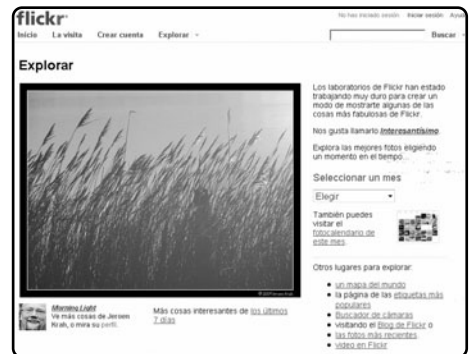 flickr
No has iniciado sesión Iniciar sesión Ayuda
Inicio La visita Crear cuenta Explorar Buscar
Explorar
Los laboratorios de Flickr han estado
trabajando muy duro para crear un
modo de mostrarte algunas de las
cosas más fabulosas de Flickr.
Nos gusta llamarlo Interesantísimo.
Explora las mejores fotos eligiendo
un momento en el tiempo...
Seleccionar un mes
Elegir
También puedes
visitar el
fotocalendario de
este mes.
Otros lugares para explorar:
un mapa del mundo
la página de las etiquetas más
populares
Buscador de cámaras
visitando el Blog de Flickr o
las fotos más recientes
video en Flickr
Morning Light
Ve más cosas de Jeroen
Krah, o mira su perfil.
Más cosas interesantes de los últimos
7 días